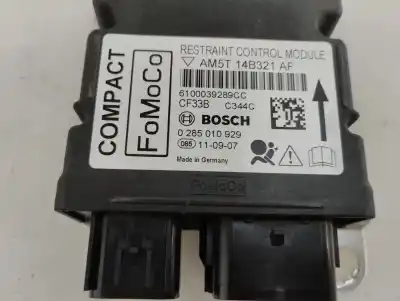 COMPACT
FoMoCo
RESTRAINT CONTROL MODULE
AM5T 14B321 AF
6100039289CC
CF33B C344C
BOSCH
0 285 010 929
085 11-09-07
Made in Germany
FoMoCo